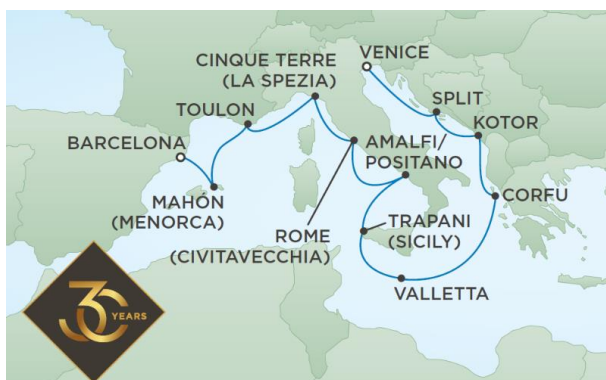 VENICE
CINQUE TERRE
(LA SPEZIA)
SPLIT
TOULON
KOTOR
BARCELONA
AMALFI/
POSITANO
MAHÓN
(MENORCA)
CORFU
ROME
(CIVITAVECCHIA)
TRAPANI
(SICILY)
VALLETTA
30
YEARS